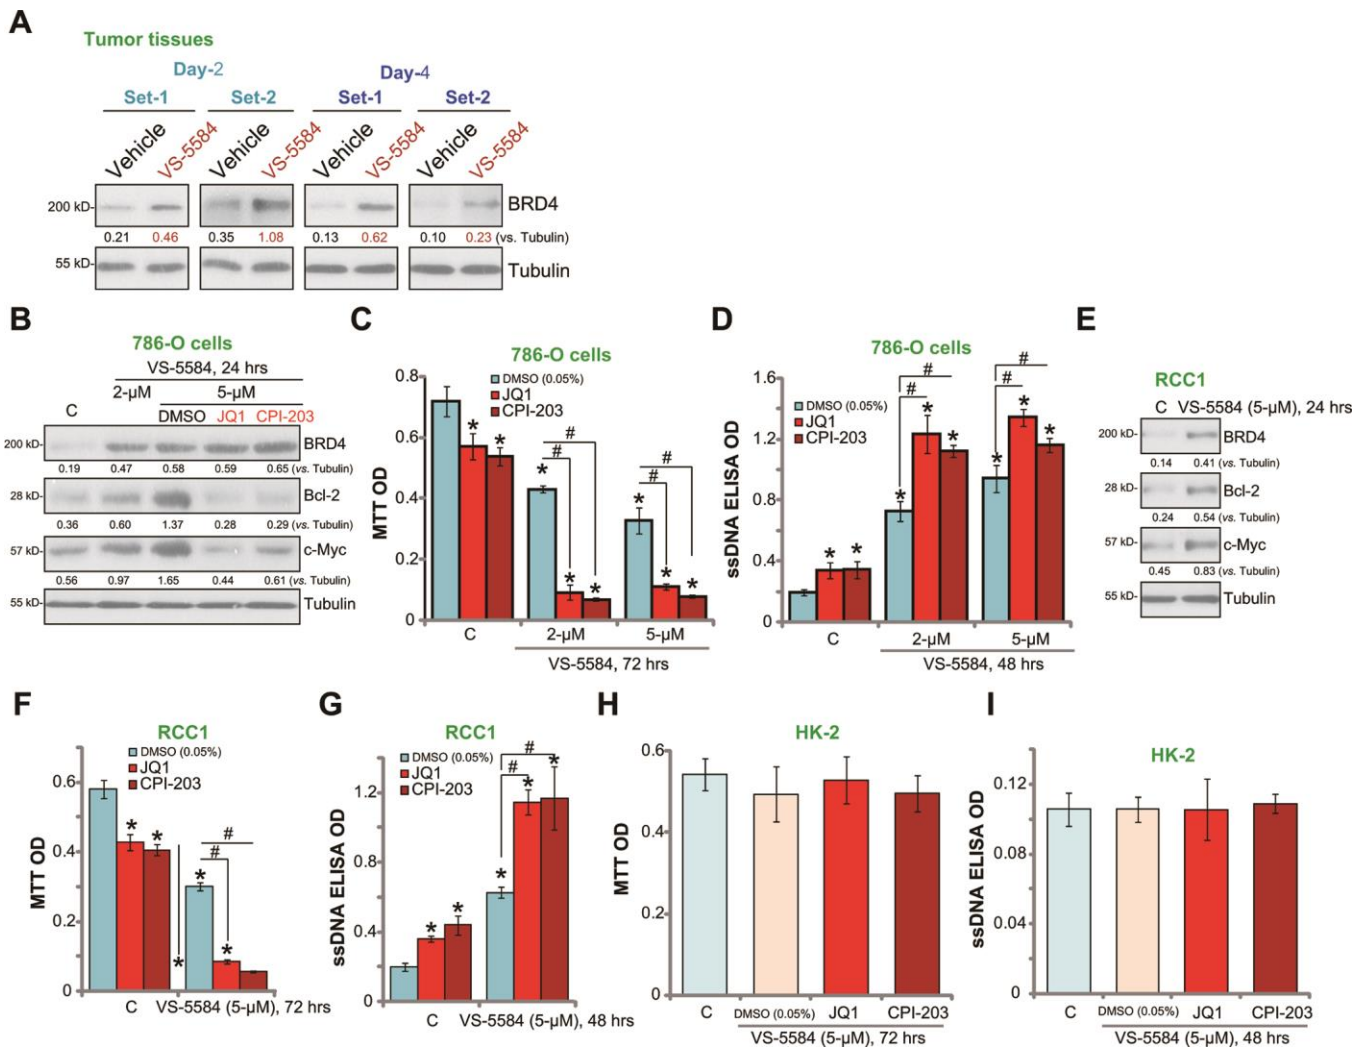 A
Tumor tissues
Day-2
Day-4
Set-1
Set-2
Set-1
Set-2
Vehicle
VS-5584
Vehicle
VS-5584
Vehicle
VS-5584
Vehicle
VS-5584
200 kD-
BRD4
0.21 0.46 0.35 1.08 0.13 0.62 0.10 0.23 (vs. Tubulin)
55 kD-
Tubulin
B
786-O cells
VS-5584, 24 hrs
2-µM 5-µM
C DMSO JQ1 CPI-203
200 kD- BRD4
0.19 0.47 0.58 0.59 0.65 (vs. Tubulin)
28 kD- Bcl-2
0.36 0.60 1.37 0.28 0.29 (vs. Tubulin)
57 kD- c-Myc
0.56 0.97 1.65 0.44 0.61 (vs. Tubulin)
55 kD- Tubulin
C
786-O cells
DMSO (0.05%)
JQ1
CPI-203
MTT OD
0.8
0.6
0.4
0.2
0
* * * * * * * *
# # # #
C 2-µM 5-µM
VS-5584, 72 hrs
D
786-O cells
DMSO (0.05%)
JQ1
CPI-203
ssDNA ELISA OD
1.6
1.2
0.8
0.4
0
* * * * * * * *
# # # #
C 2-µM 5-µM
VS-5584, 48 hrs
E
RCC1
C VS-5584 (5-µM), 24 hrs
200 kD- BRD4
0.14 0.41 (vs. Tubulin)
28 kD- Bcl-2
0.24 0.54 (vs. Tubulin)
57 kD- c-Myc
0.45 0.83 (vs. Tubulin)
55 kD- Tubulin
F
RCC1
DMSO (0.05%)
JQ1
CPI-203
MTT OD
0.6
0.4
0.2
0
* * * * *
# #
C VS-5584 (5-µM), 72 hrs
G
RCC1
DMSO (0.05%)
JQ1
CPI-203
ssDNA ELISA OD
1.2
0.8
0.4
0
* * * * *
# #
C VS-5584 (5-µM), 48 hrs
H
HK-2
MTT OD
0.6
0.4
0.2
0
C DMSO (0.05%) JQ1 CPI-203
VS-5584 (5-µM), 72 hrs
I
HK-2
ssDNA ELISA OD
0.12
0.08
0.04
0
C DMSO (0.05%) JQ1 CPI-203
VS-5584 (5-µM), 48 hrs